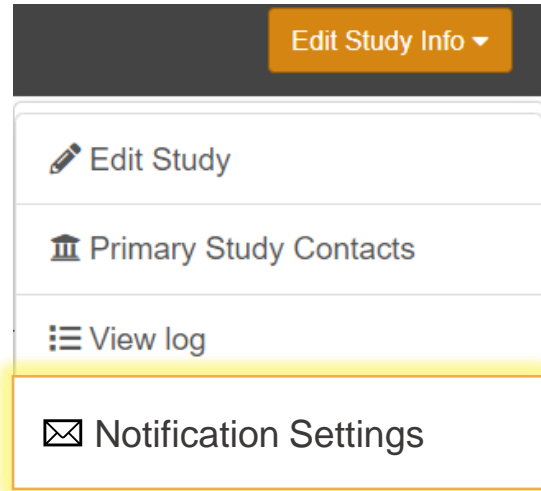 Edit Study Info
Edit Study
Primary Study Contacts
View log
Notification Settings